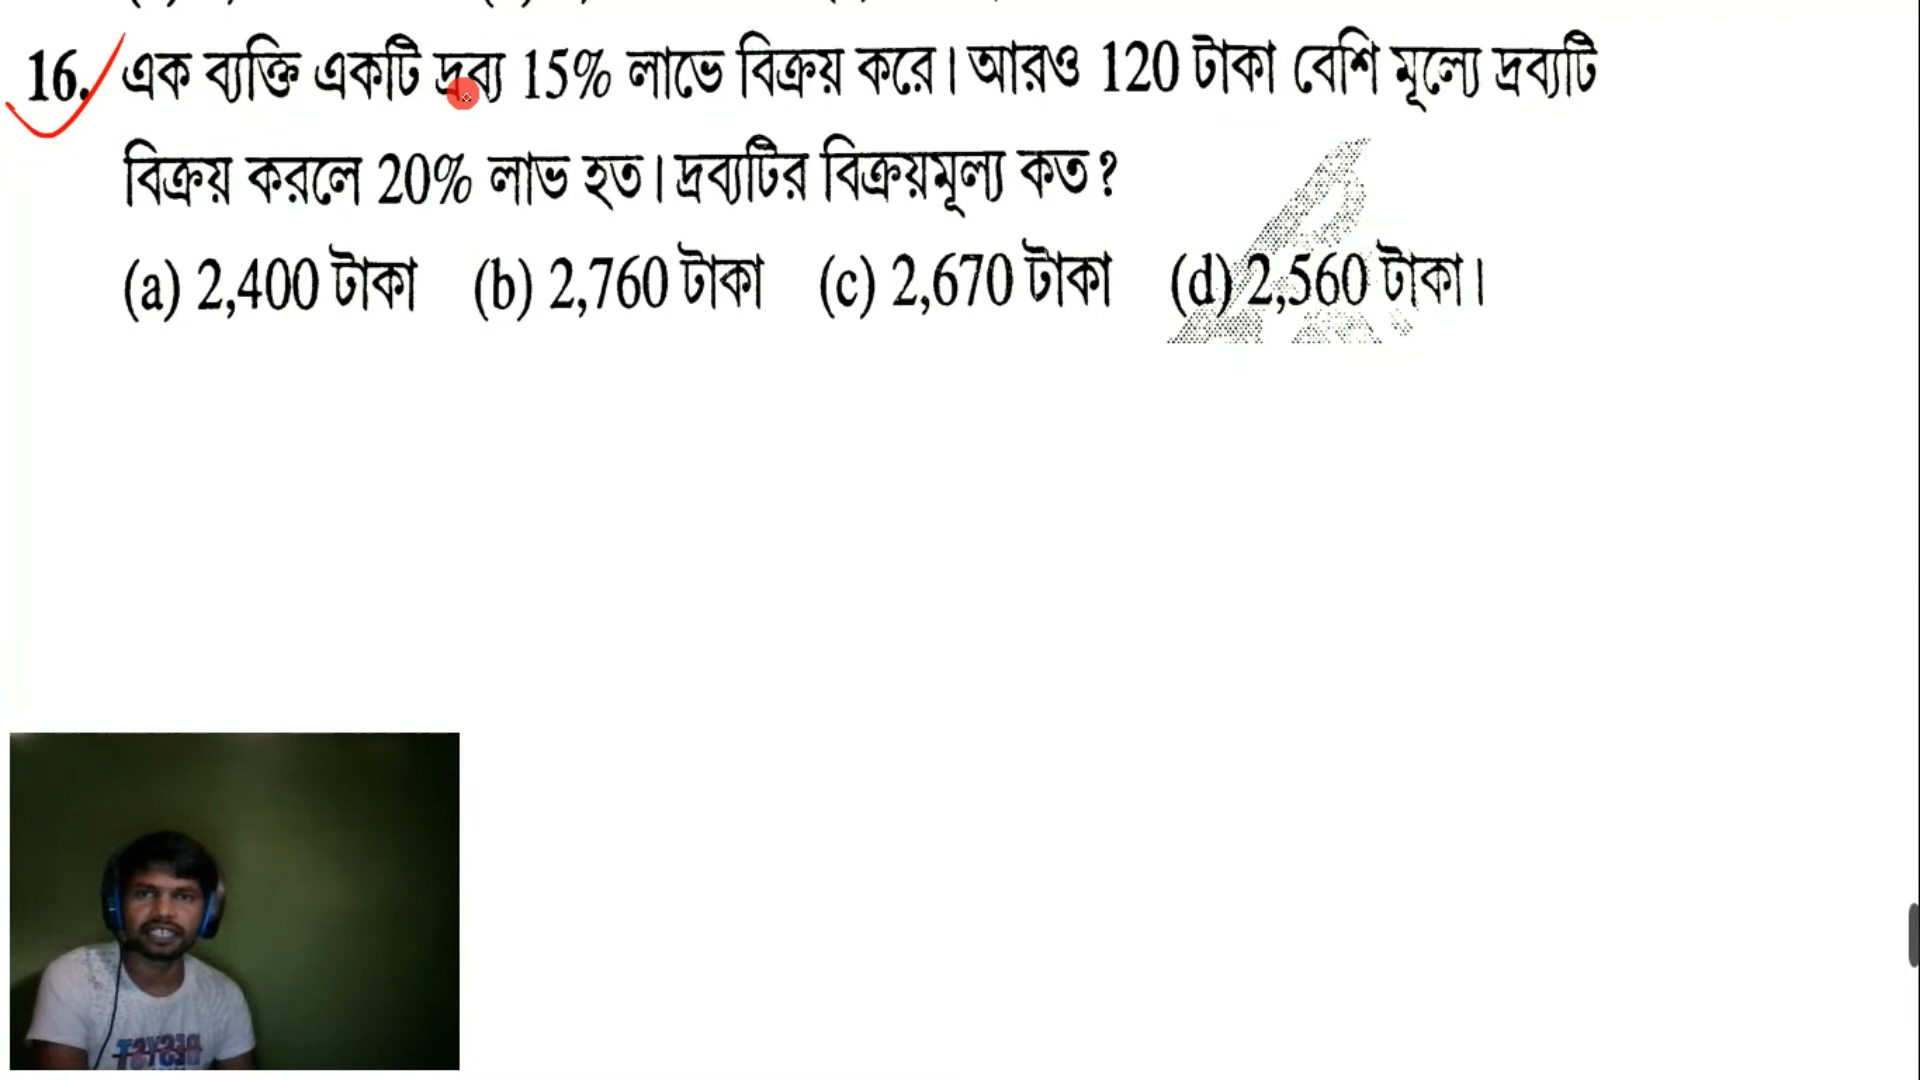 16. এক ব্যক্তি একটি দ্রব্য 15% লাভে বিক্রয় করে। আরও 120 টাকা বেশি মূল্যে দ্রব্যটি
বিক্রয় করলে 20% লাভ হত। দ্রব্যটির বিক্রয়মূল্য কত?
(a) 2,400 টাকা (b) 2,760 টাকা (c) 2,670 টাকা (d) 2,560 টাকা।